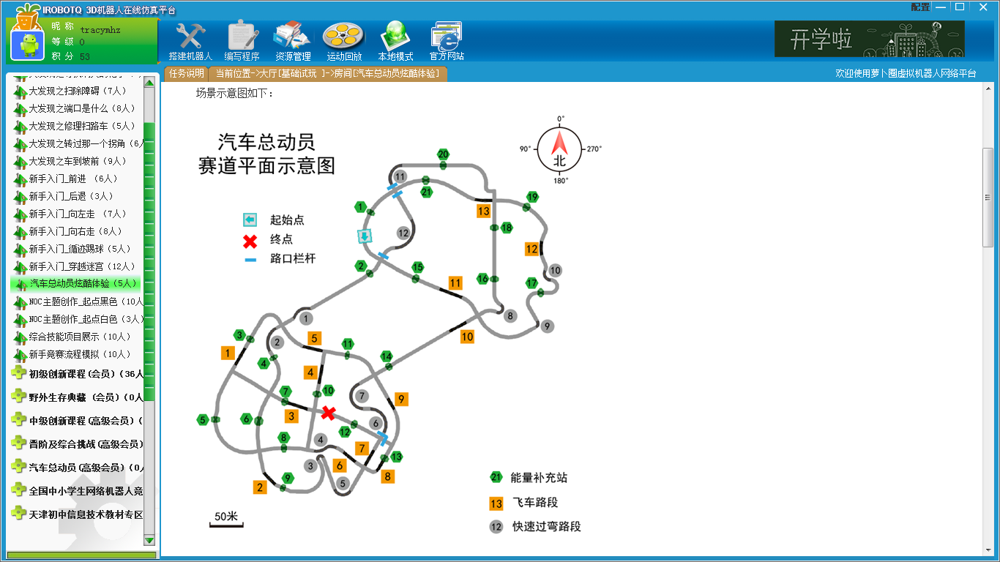 IROBOTQ 3D机器人在线仿真平台
配置
昵 称 tracymhz
等 级 0
积 分 53
搭建机器人 编写程序 资源管理 运动回放 本地模式 官方网站
开学啦
任务说明 当前位置->大厅[基础试玩 ]->房间[汽车总动员炫酷体验]
欢迎使用萝卜圈虚拟机器人网络平台
大发现之扫除障碍（7人）
大发现之端口是什么（8人）
大发现之修理扫路车（5人）
大发现之转过那一个拐角（6人
大发现之车到坡前（9人）
新手入门_前进 （6人）
新手入门_后退（3人）
新手入门_向左走 （7人）
新手入门_向右走（8人）
新手入门_循迹踢球（5人）
新手入门_穿越迷宫（12人）
汽车总动员炫酷体验（5人）
NOC主题创作_起点黑色（10人
NOC主题创作_起点白色（3人）
综合技能项目展示（10人）
新手竞赛流程模拟（10人）
初级创新课程(会员)（36人
野外生存典藏 (会员)（0人
中级创新课程(高级会员)（
晋阶及综合挑战(高级会员)
汽车总动员(高级会员)（0人
全国中小学生网络机器人竞
天津初中信息技术教材专区
场景示意图如下：
汽车总动员
赛道平面示意图
0°
90° 270°
北
180°
起始点
终点
路口栏杆
20
11
21
19
1
13
18
12
12
2
15
10
16
17
11
8
9
1
10
3
2
5
11
1
4
14
4
7
10
7
9
3
5
6
6
12
8
4
7
13
3
6
8
9
5
2
50米
21 能量补充站
13 飞车路段
12 快速过弯路段